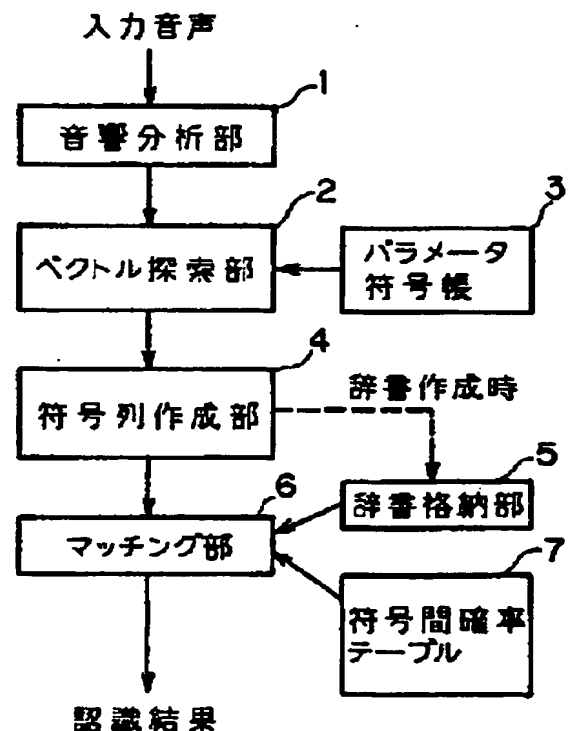 入力音声
1
音響分析部
2
ベクトル探索部
3
パラメータ
符号帳
4
符号列作成部
辞書作成時
5
辞書格納部
6
マッチング部
7
符号間確率
テーブル
認識結果